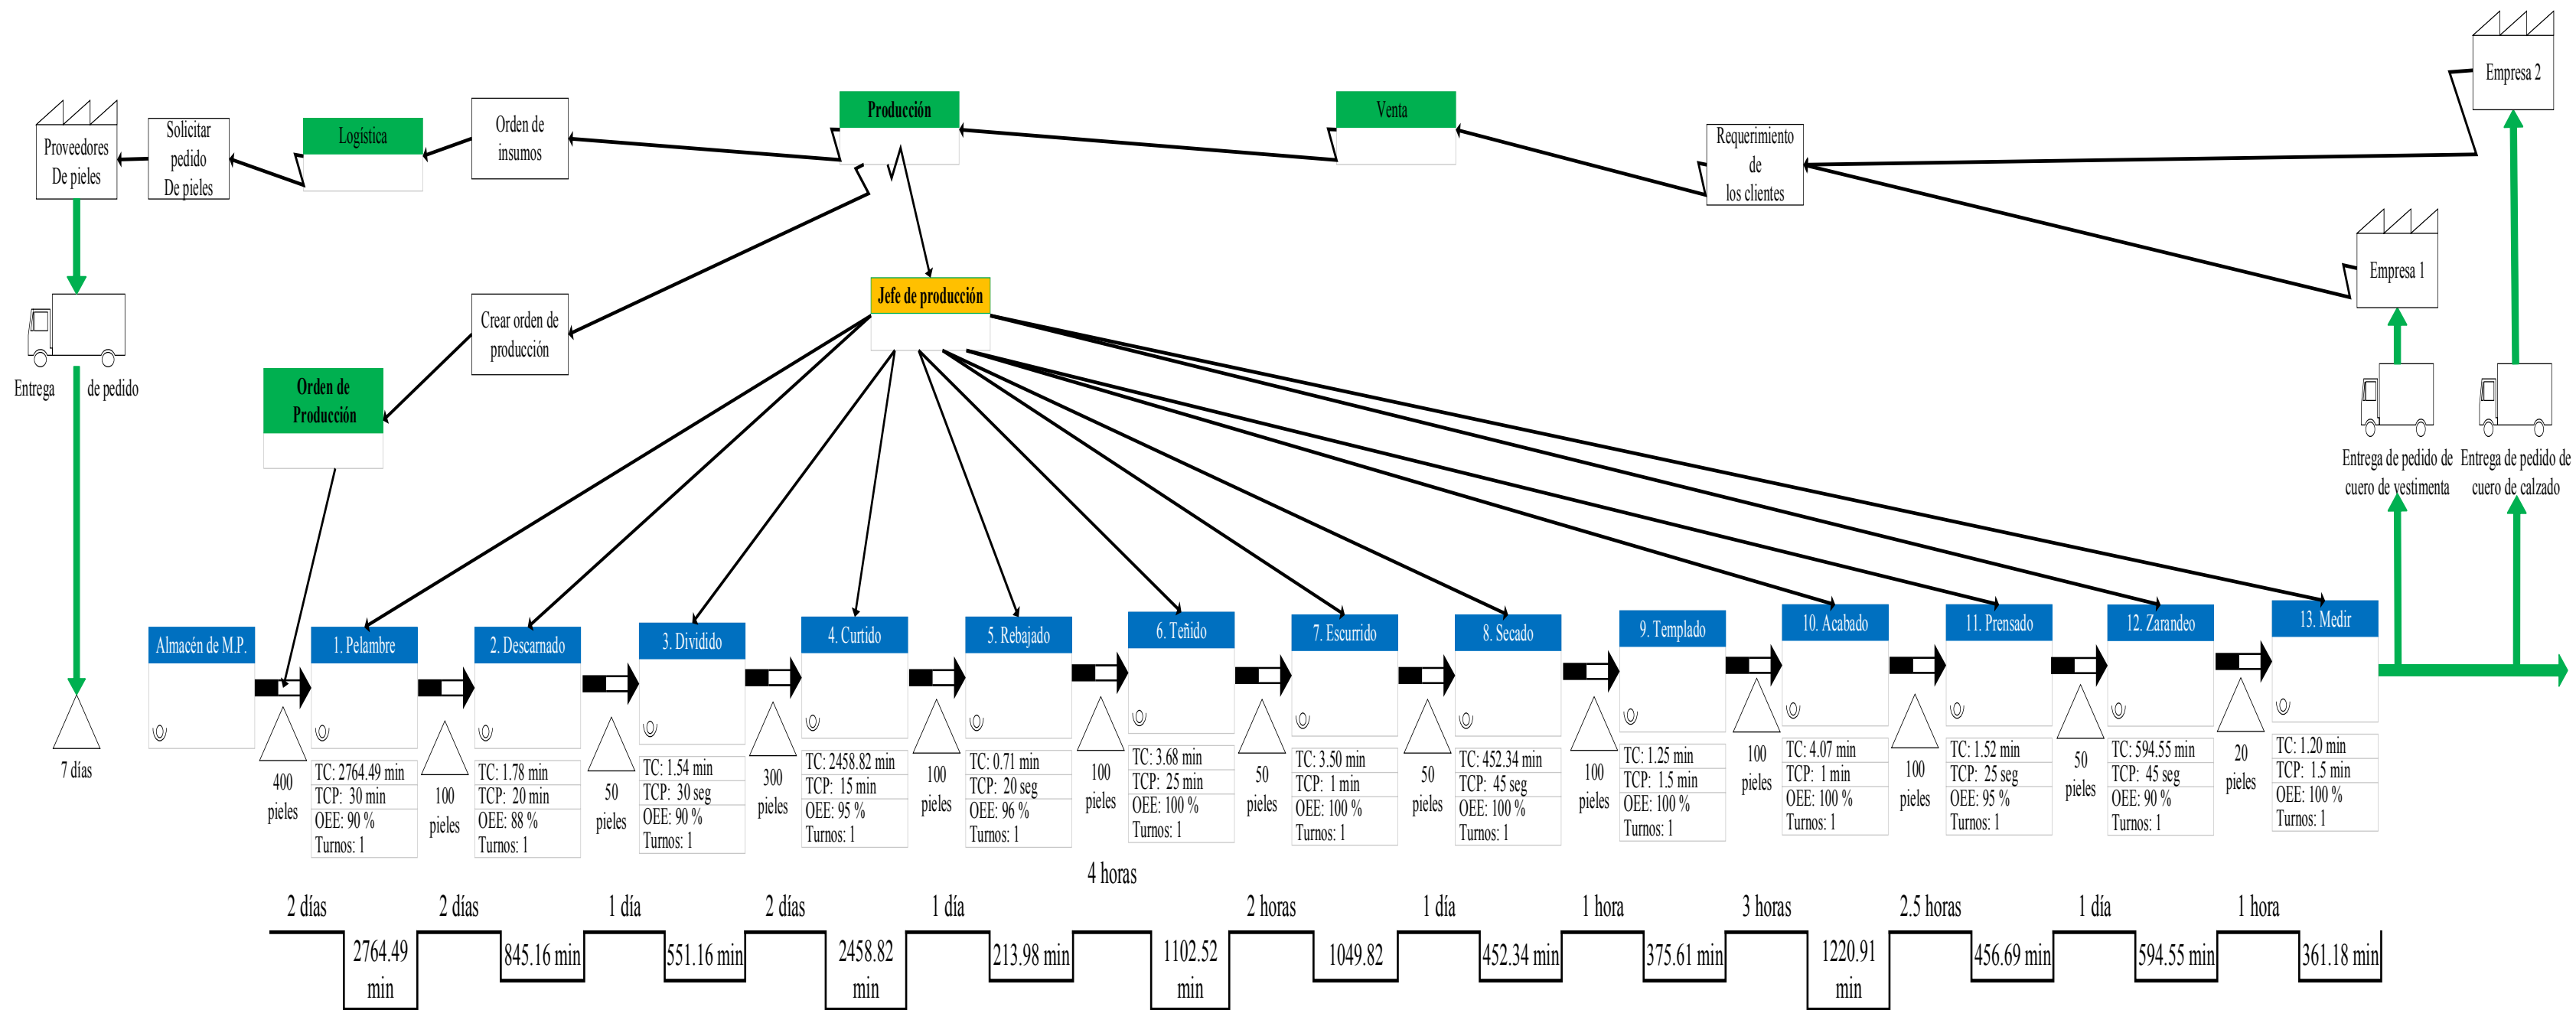 Proveedores
De pieles
Solicitar
pedido
De pieles
Logística
Orden de
insumos
Producción
Venta
Requerimiento
de
los clientes
Empresa 2
Empresa 1
Entrega de pedido
Crear orden de
producción
Jefe de producción
Orden de
Producción
Entrega de pedido de
cuero de vestimenta
Entrega de pedido de
cuero de calzado
7 días
Almacén de M.P.
400
pieles
1. Pelambre
TC: 2764.49 min
TCP: 30 min
OEE: 90 %
Turnos: 1
100
pieles
2. Descarnado
TC: 1.78 min
TCP: 20 min
OEE: 88 %
Turnos: 1
50
pieles
3. Dividido
TC: 1.54 min
TCP: 30 seg
OEE: 90 %
Turnos: 1
300
pieles
4. Curtido
TC: 2458.82 min
TCP: 15 min
OEE: 95 %
Turnos: 1
100
pieles
5. Rebajado
TC: 0.71 min
TCP: 20 seg
OEE: 96 %
Turnos: 1
100
pieles
6. Teñido
TC: 3.68 min
TCP: 25 min
OEE: 100 %
Turnos: 1
50
pieles
7. Escurrido
TC: 3.50 min
TCP: 1 min
OEE: 100 %
Turnos: 1
50
pieles
8. Secado
TC: 452.34 min
TCP: 45 seg
OEE: 100 %
Turnos: 1
100
pieles
9. Templado
TC: 1.25 min
TCP: 1.5 min
OEE: 100 %
Turnos: 1
100
pieles
10. Acabado
TC: 4.07 min
TCP: 1 min
OEE: 100 %
Turnos: 1
100
pieles
11. Prensado
TC: 1.52 min
TCP: 25 seg
OEE: 95 %
Turnos: 1
50
pieles
12. Zarandeo
TC: 594.55 min
TCP: 45 seg
OEE: 90 %
Turnos: 1
20
pieles
13. Medir
TC: 1.20 min
TCP: 1.5 min
OEE: 100 %
Turnos: 1
2 días
2764.49
min
2 días
845.16 min
1 día
551.16 min
2 días
2458.82
min
1 día
213.98 min
4 horas
1102.52
min
2 horas
1049.82
1 día
452.34 min
1 hora
375.61 min
3 horas
1220.91
min
2.5 horas
456.69 min
1 día
594.55 min
1 hora
361.18 min